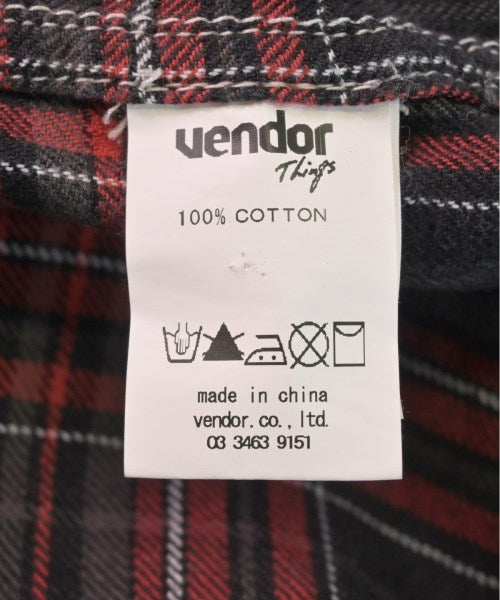 vendor
Things
100% COTTON
made in china
vendor.co., ltd.
03 3463 9151